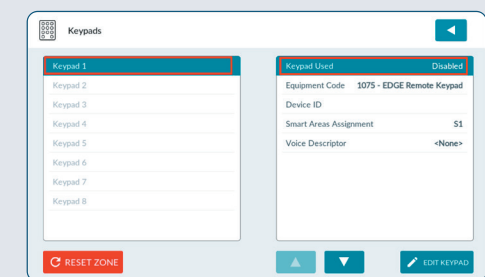 Keypads
Keypad 1
Keypad 2
Keypad 3
Keypad 4
Keypad 5
Keypad 6
Keypad 7
Keypad 8
Keypad Used Disabled
Equipment Code 1075 - EDGE Remote Keypad
Device ID
Smart Areas Assignment S1
Voice Descriptor <None>
RESET ZONE
EDIT KEYPAD